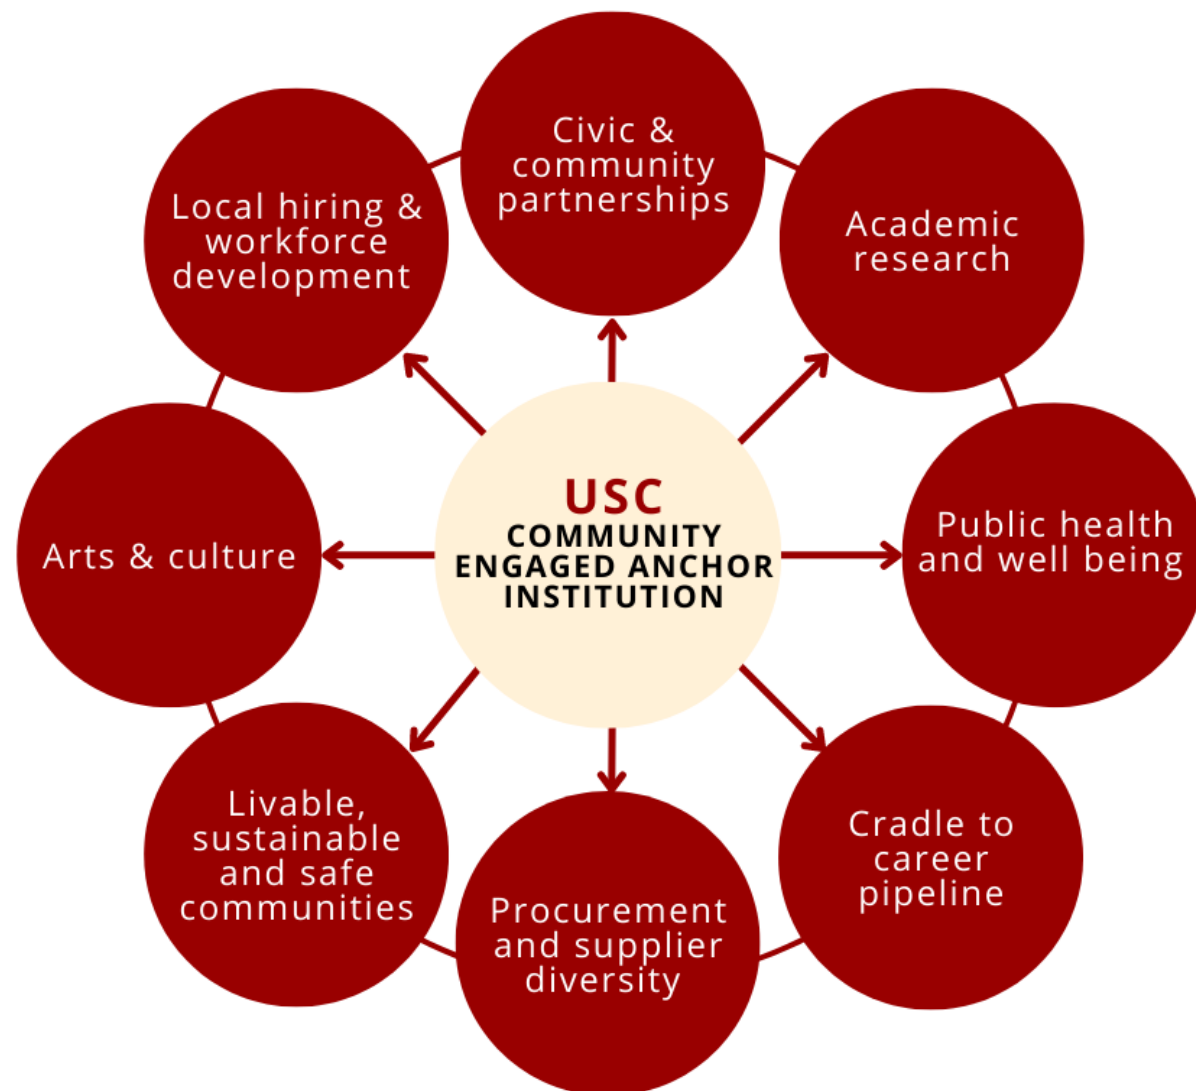 Civic &
community
partnerships
Academic
research
Public health
and well being
Cradle to
career
pipeline
Procurement
and supplier
diversity
Livable,
sustainable
and safe
communities
Arts & culture
Local hiring &
workforce
development
USC
COMMUNITY
ENGAGED ANCHOR
INSTITUTION